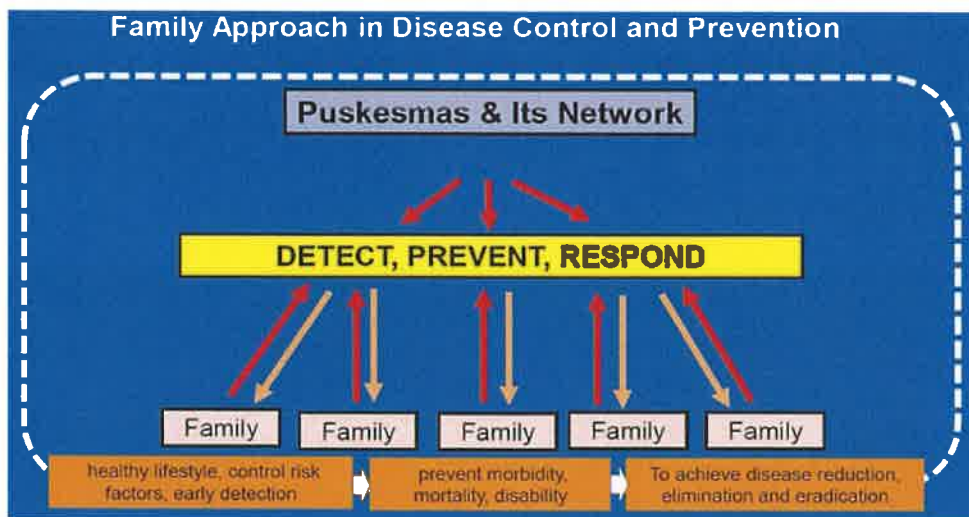 Family Approach in Disease Control and Prevention
Puskesmas & Its Network
DETECT, PREVENT, RESPOND
Family
Family
Family
Family
Family
healthy lifestyle, control risk
factors, early detection
prevent morbidity,
mortality, disability
To achieve disease reduction,
elimination and eradication